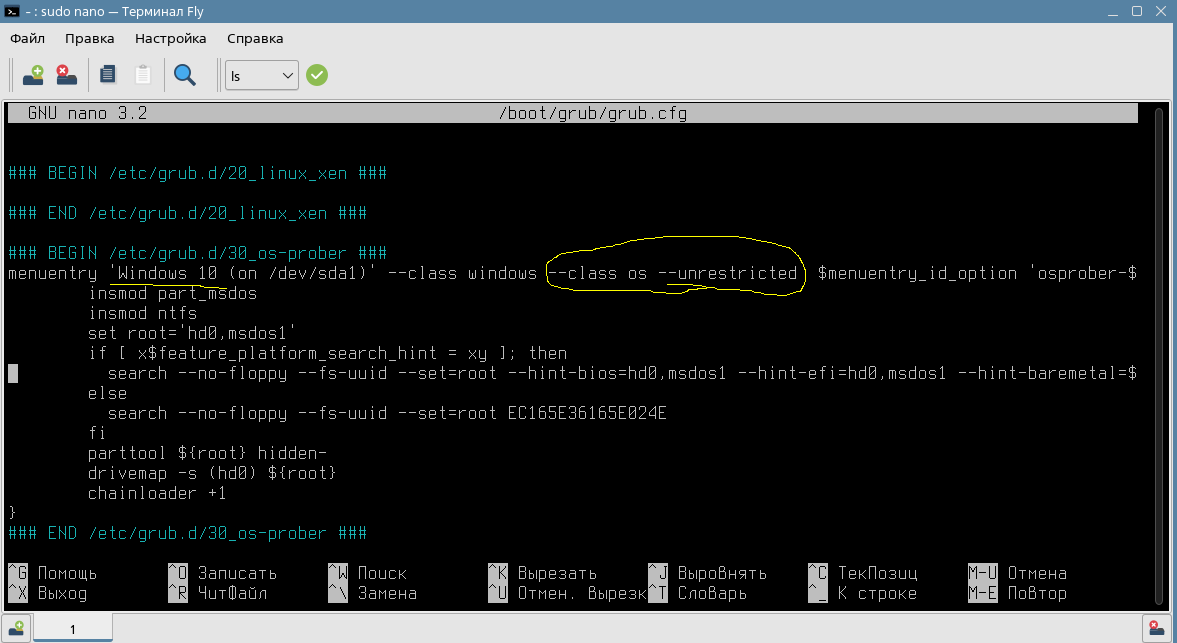 - : sudo nano — Терминал Fly
Файл Правка Настройка Справка
ls
GNU nano 3.2 /boot/grub/grub.cfg
### BEGIN /etc/grub.d/20_linux_xen ###
### END /etc/grub.d/20_linux_xen ###
### BEGIN /etc/grub.d/30_os-prober ###
menuentry 'Windows 10 (on /dev/sda1)' --class windows --class os --unrestricted $menuentry_id_option 'osprober-$
insmod part_msdos
insmod ntfs
set root='hd0,msdos1'
if [ x$feature_platform_search_hint = xy ]; then
search --no-floppy --fs-uuid --set=root --hint-bios=hd0,msdos1 --hint-efi=hd0,msdos1 --hint-baremetal=$
else
search --no-floppy --fs-uuid --set=root EC165E36165E024E
fi
parttool ${root} hidden-
drivemap -s (hd0) ${root}
chainloader +1
}
### END /etc/grub.d/30_os-prober ###
^G Помощь ^O Записать ^W Поиск ^K Вырезать ^J Выровнять ^C ТекПозиц M-U Отмена
^X Выход ^R ЧитФайл ^\ Замена ^U Отмен. Вырезк ^T Словарь ^_ К строке M-E Повтор
1